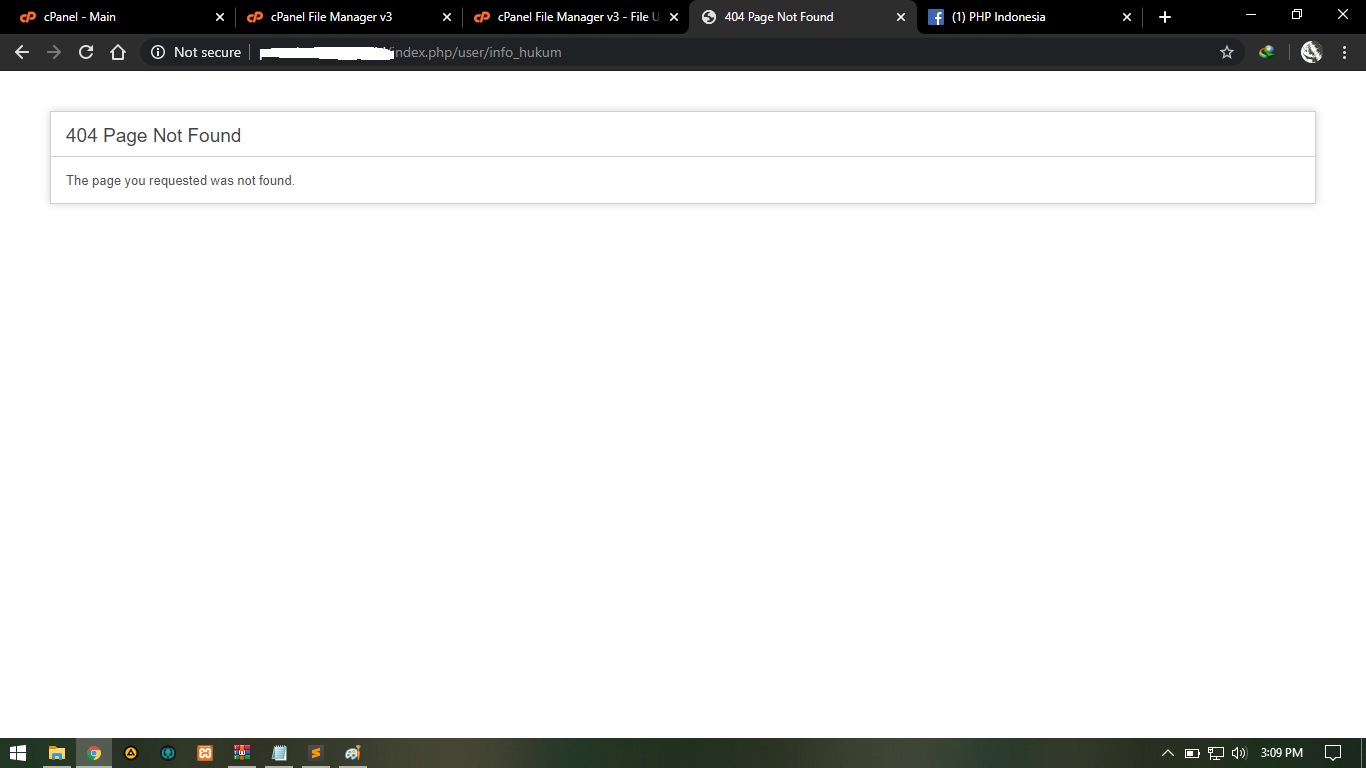 cPanel - Main
cPanel File Manager v3
cPanel File Manager v3 - File U
404 Page Not Found
(1) PHP Indonesia
Not secure
index.php/user/info_hukum
404 Page Not Found
The page you requested was not found.
3:09 PM